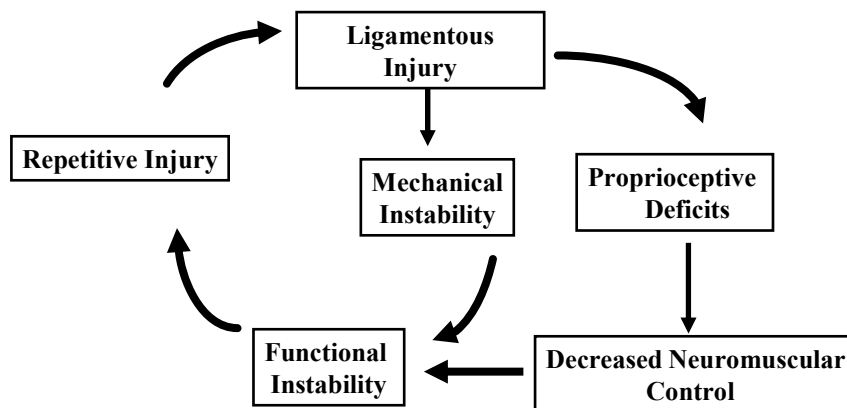 Ligamentous
Injury
Repetitive Injury
Mechanical
Instability
Proprioceptive
Deficits
Functional
Instability
Decreased Neuromuscular
Control